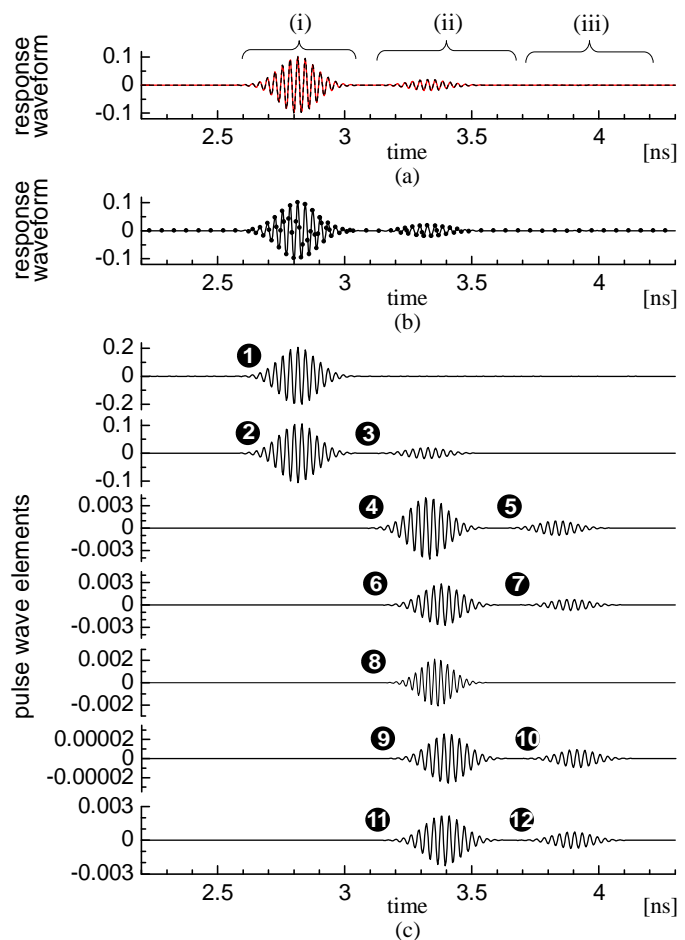 (i) (ii) (iii)
response waveform
0.1
0
-0.1
2.5 3 3.5 4
time [ns]
(a)
response waveform
0.1
0
-0.1
2.5 3 3.5 4
time [ns]
(b)
pulse wave elements
1
0.2
0
-0.2
2 3
0.1
0
-0.1
4 5
0.003
0
-0.003
6 7
0.003
0
-0.003
8
0.002
0
-0.002
9 10
0.00002
0
-0.00002
11 12
0.003
0
-0.003
2.5 3 3.5 4
time [ns]
(c)